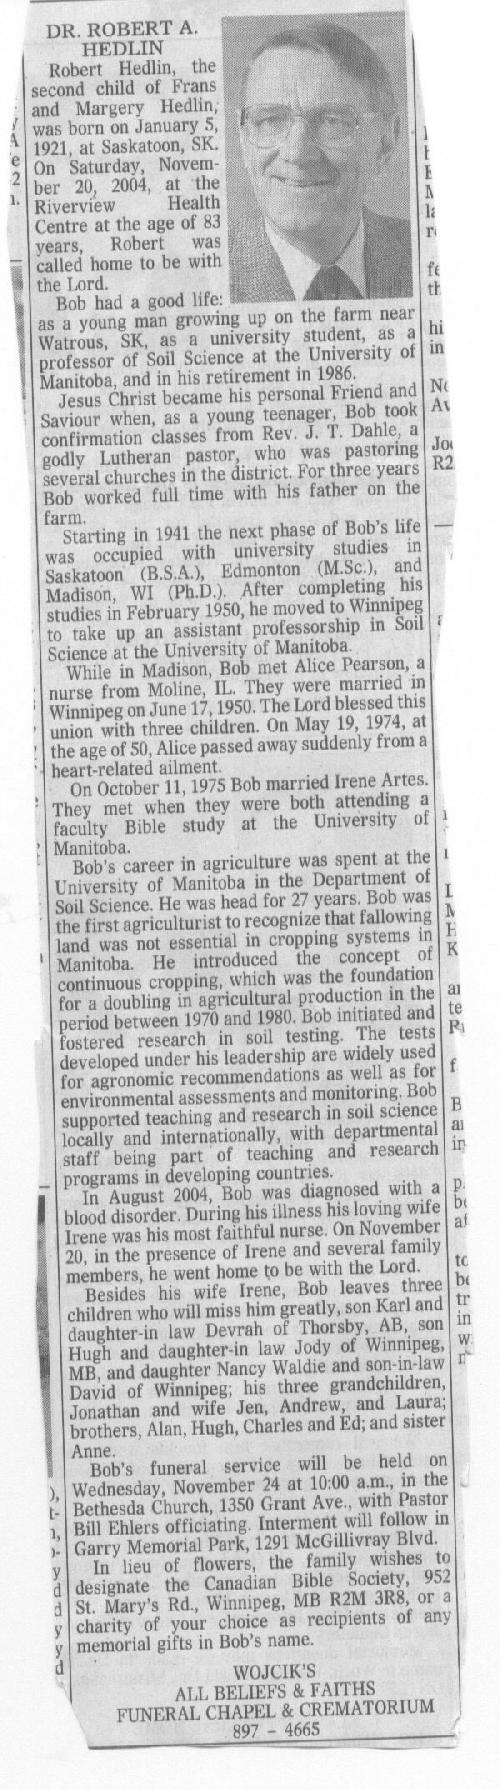 DR. ROBERT A.
HEDLIN
Robert Hedlin, the
second child of Frans
and Margery Hedlin,
was born on January 5,
1921, at Saskatoon, SK.
On Saturday, Novem-
ber 20, 2004, at the
Riverview Health
Centre at the age of 83
years, Robert was
called home to be with
the Lord.
Bob had a good life:
as a young man growing up on the farm near
Watrous, SK, as a university student, as a
professor of Soil Science at the University of
Manitoba, and in his retirement in 1986.
Jesus Christ became his personal Friend and
Saviour when, as a young teenager, Bob took
confirmation classes from Rev. J. T. Dahle, a
godly Lutheran pastor, who was pastoring
several churches in the district. For three years
Bob worked full time with his father on the
farm.
Starting in 1941 the next phase of Bob's life
was occupied with university studies in
Saskatoon (B.S.A.), Edmonton (M.Sc.), and
Madison, WI (Ph.D.). After completing his
studies in February 1950, he moved to Winnipeg
to take up an assistant professorship in Soil
Science at the University of Manitoba.
While in Madison, Bob met Alice Pearson, a
nurse from Moline, IL. They were married in
Winnipeg on June 17, 1950. The Lord blessed this
union with three children. On May 19, 1974, at
the age of 50, Alice passed away suddenly from a
heart-related ailment.
On October 11, 1975 Bob married Irene Artes.
They met when they were both attending a
faculty Bible study at the University of
Manitoba.
Bob's career in agriculture was spent at the
University of Manitoba in the Department of
Soil Science. He was head for 27 years. Bob was
the first agriculturist to recognize that fallowing
land was not essential in cropping systems in
Manitoba. He introduced the concept of
continuous cropping, which was the foundation
for a doubling in agricultural production in the
period between 1970 and 1980. Bob initiated and
fostered research in soil testing. The tests
developed under his leadership are widely used
for agronomic recommendations as well as for
environmental assessments and monitoring. Bob
supported teaching and research in soil science
locally and internationally, with departmental
staff being part of teaching and research
programs in developing countries.
In August 2004, Bob was diagnosed with a
blood disorder. During his illness his loving wife
Irene was his most faithful nurse. On November
20, in the presence of Irene and several family
members, he went home to be with the Lord.
Besides his wife Irene, Bob leaves three
children who will miss him greatly, son Karl and
daughter-in law Devrah of Thorsby, AB, son
Hugh and daughter-in law Jody of Winnipeg,
MB, and daughter Nancy Waldie and son-in-law
David of Winnipeg; his three grandchildren,
Jonathan and wife Jen, Andrew, and Laura;
brothers, Alan, Hugh, Charles and Ed; and sister
Anne.
Bob's funeral service will be held on
Wednesday, November 24 at 10:00 a.m., in the
Bethesda Church, 1350 Grant Ave., with Pastor
Bill Ehlers officiating. Interment will follow in
Garry Memorial Park, 1291 McGillivray Blvd.
In lieu of flowers, the family wishes to
designate the Canadian Bible Society, 952
St. Mary's Rd., Winnipeg, MB R2M 3R8, or a
charity of your choice as recipients of any
memorial gifts in Bob's name.
WOJCIK'S
ALL BELIEFS & FAITHS
FUNERAL CHAPEL & CREMATORIUM
897 - 4665